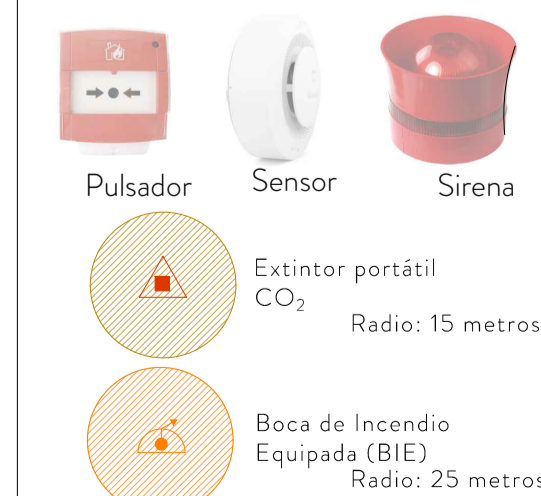 Pulsador
Sensor
Sirena
Extintor portátil
CO₂
Radio: 15 metros
Boca de Incendio
Equipada (BIE)
Radio: 25 metros